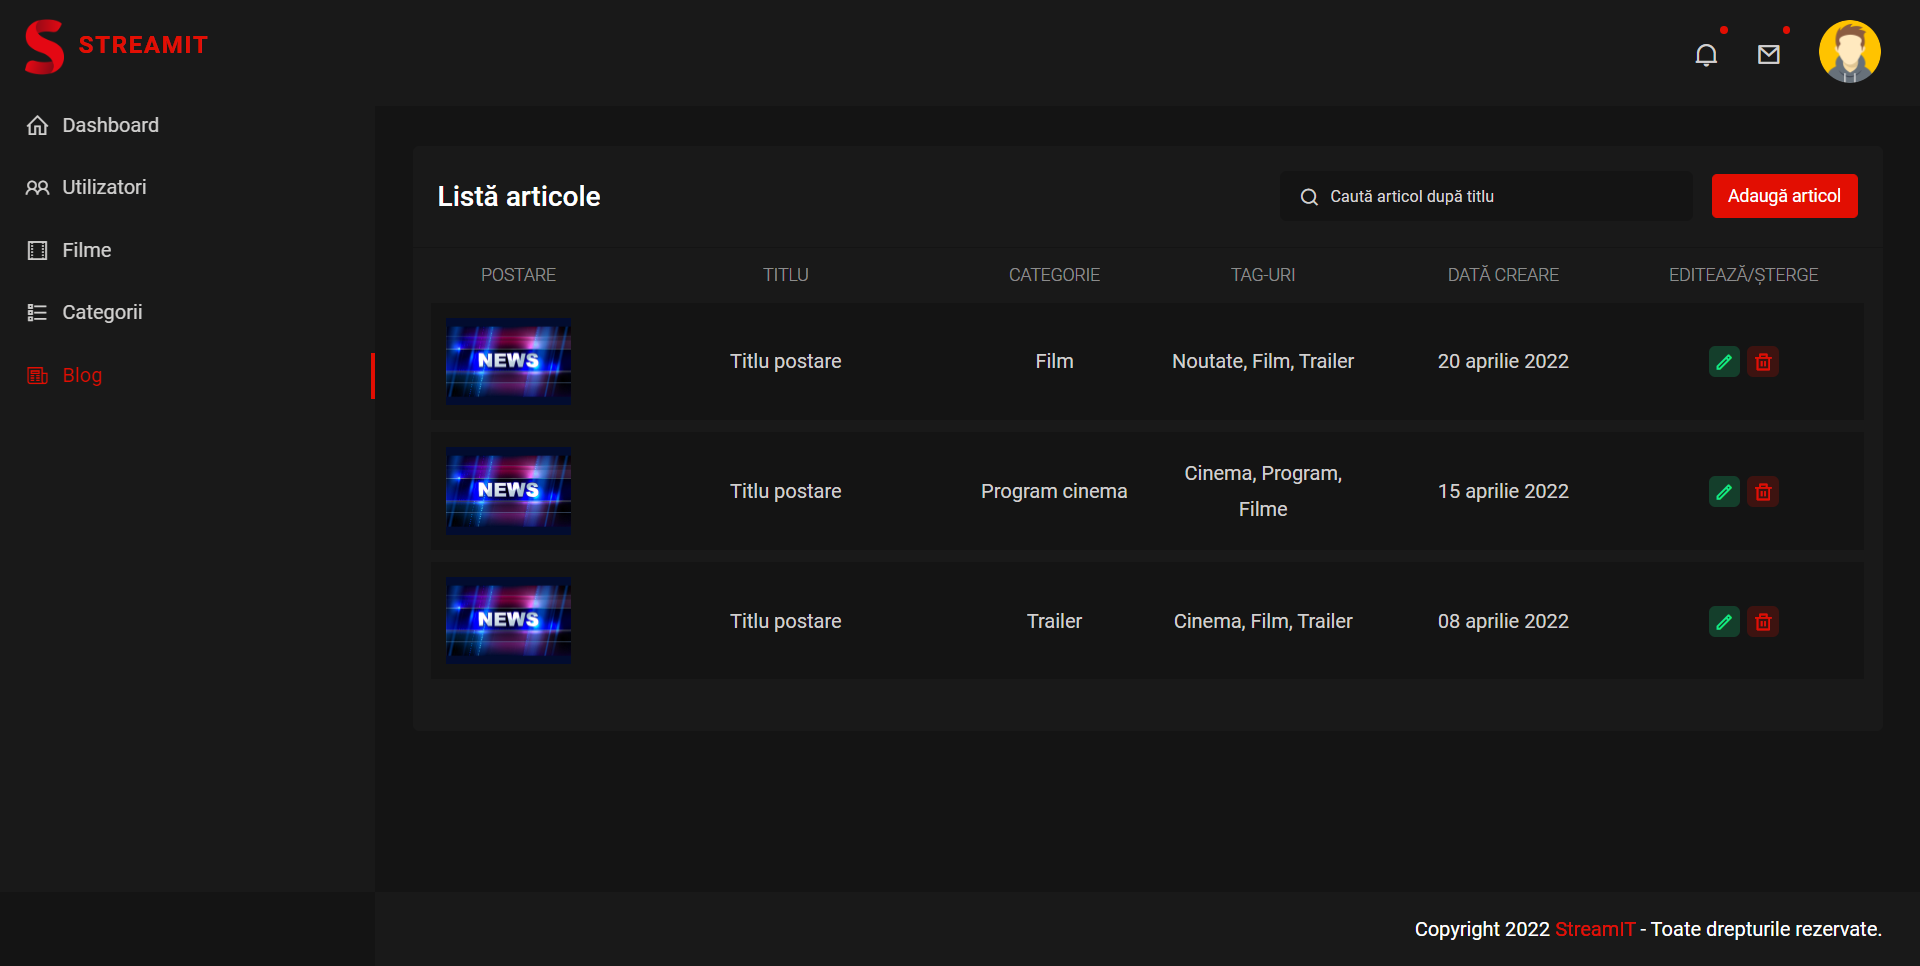 STREAMIT
Dashboard
Utilizatori
Filme
Categorii
Blog
Listă articole
Caută articol după titlu
Adaugă articol
POSTARE TITLU CATEGORIE TAG-URI DATĂ CREARE EDITEAZĂ/ȘTERGE
NEWS Titlu postare Film Noutate, Film, Trailer 20 aprilie 2022
NEWS Titlu postare Program cinema Cinema, Program, 15 aprilie 2022
Filme
NEWS Titlu postare Trailer Cinema, Film, Trailer 08 aprilie 2022
Copyright 2022 StreamIT - Toate drepturile rezervate.